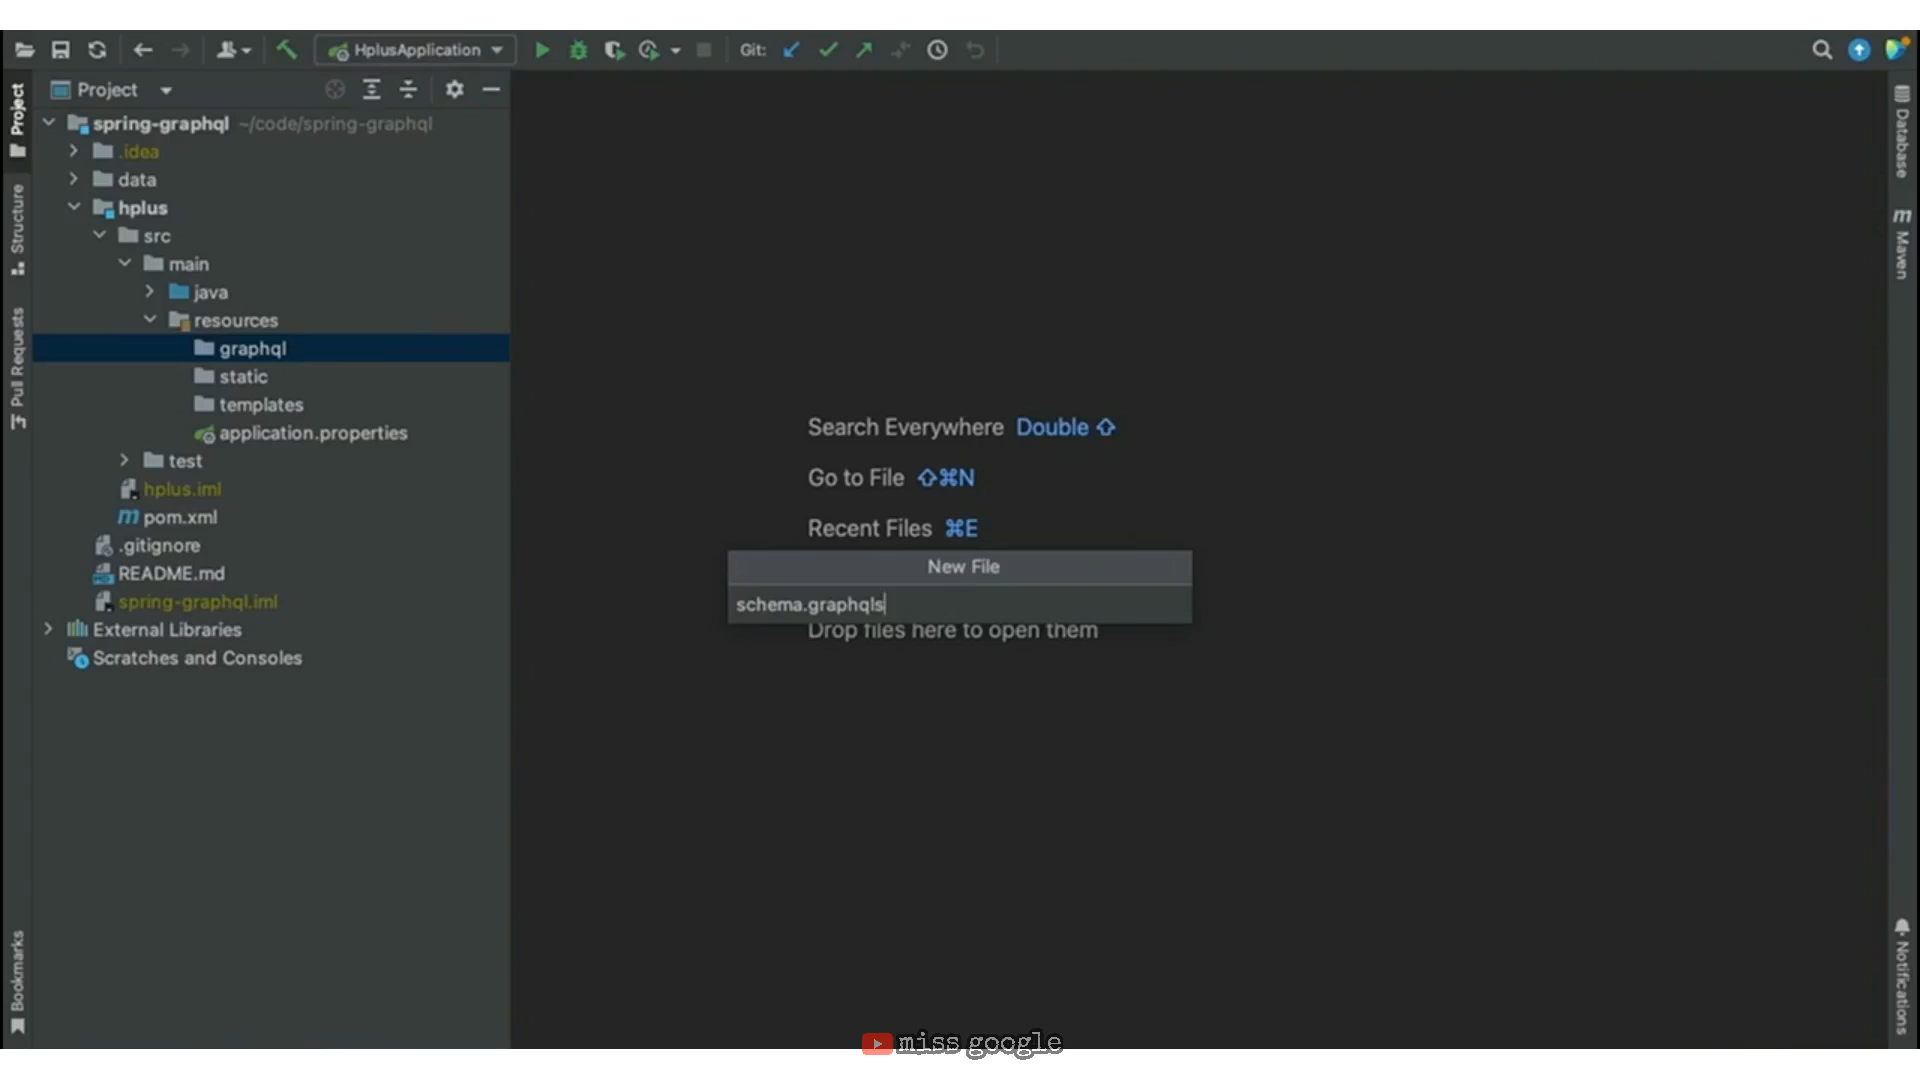 HplusApplication
Git:
Project
Project
Structure
Pull Requests
Bookmarks
spring-graphql ~/code/spring-graphql
.idea
data
hplus
src
main
java
resources
graphql
static
templates
application.properties
test
hplus.iml
pom.xml
.gitignore
README.md
spring-graphql.iml
External Libraries
Scratches and Consoles
Search Everywhere Double ⇧
Go to File ⇧⌘N
Recent Files ⌘E
New File
schema.graphqls
Drop files here to open them
Database
m Maven
Notifications
miss google